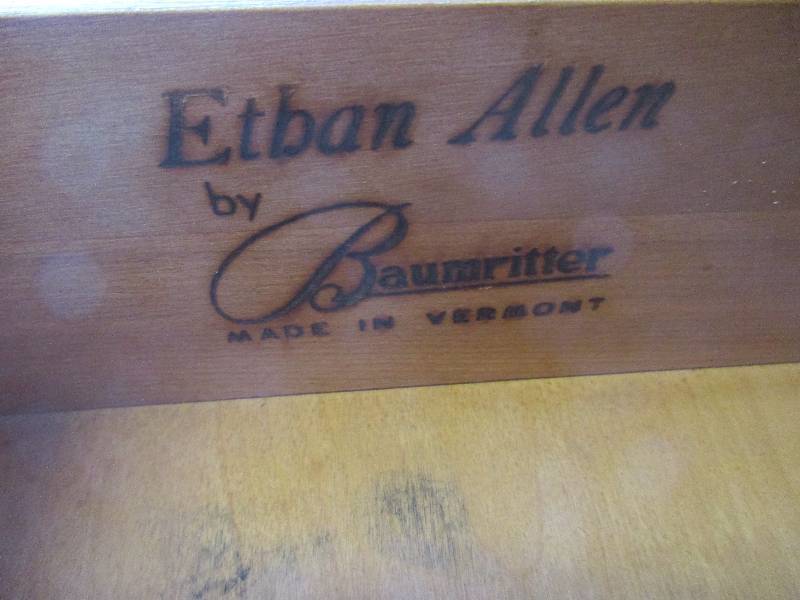 Ethan Allen
by
Baumritter
MADE IN VERMONT